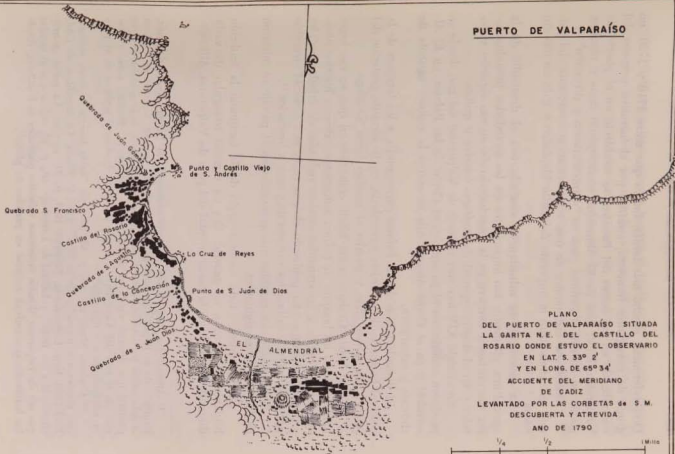 PUERTO DE VALPARAÍSO
Quebrada de Juan Gomez
Punta y Castillo Viejo
de S. Andrés
Quebrada S. Francisco
Castillo del Rosario
La Cruz de Reyes
Quebrada de S. Agustin
Castillo de la Concepción
Punta de S. Juan de Dios
Quebrada de S. Juan Dios
EL
ALMENDRAL
PLANO
DEL PUERTO DE VALPARAÍSO SITUADA
LA GARITA N.E. DEL CASTILLO DEL
ROSARIO DONDE ESTUVO EL OBSERVARIO
EN LAT. S. 33º 2'
Y EN LONG. DE 65º 34'
ACCIDENTE DEL MERIDIANO
DE CADIZ
LEVANTADO POR LAS CORBETAS de S. M.
DESCUBIERTA Y ATREVIDA
ANO DE 1790
1/4 1/2 1 Milla